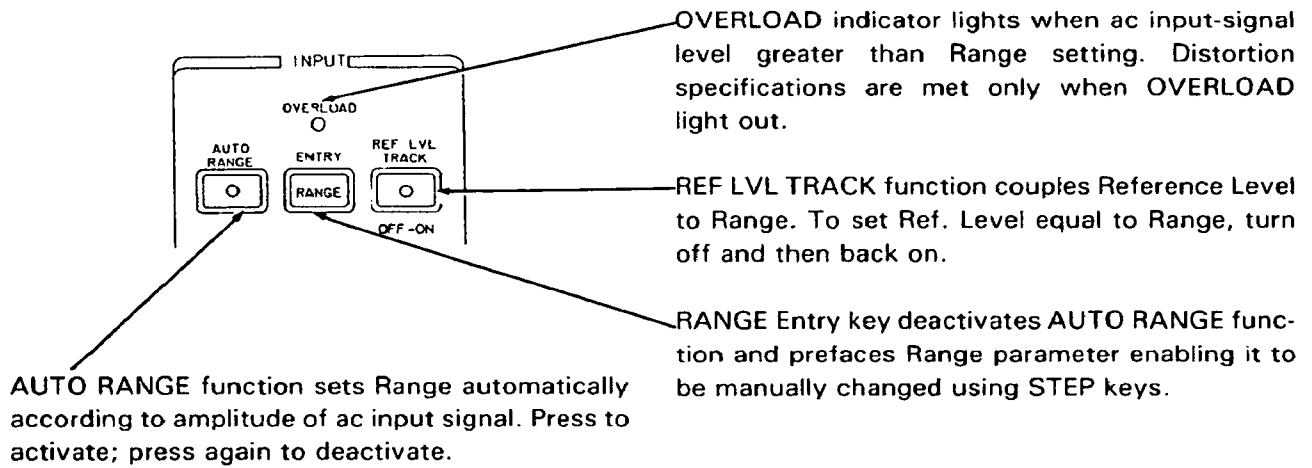 OVERLOAD indicator lights when ac input-signal
level greater than Range setting. Distortion
specifications are met only when OVERLOAD
light out.
INPUT
OVERLOAD
AUTO
RANGE
ENTRY
REF LVL
TRACK
RANGE
OFF-ON
REF LVL TRACK function couples Reference Level
to Range. To set Ref. Level equal to Range, turn
off and then back on.
RANGE Entry key deactivates AUTO RANGE func-
tion and prefaces Range parameter enabling it to
be manually changed using STEP keys.
AUTO RANGE function sets Range automatically
according to amplitude of ac input signal. Press to
activate; press again to deactivate.